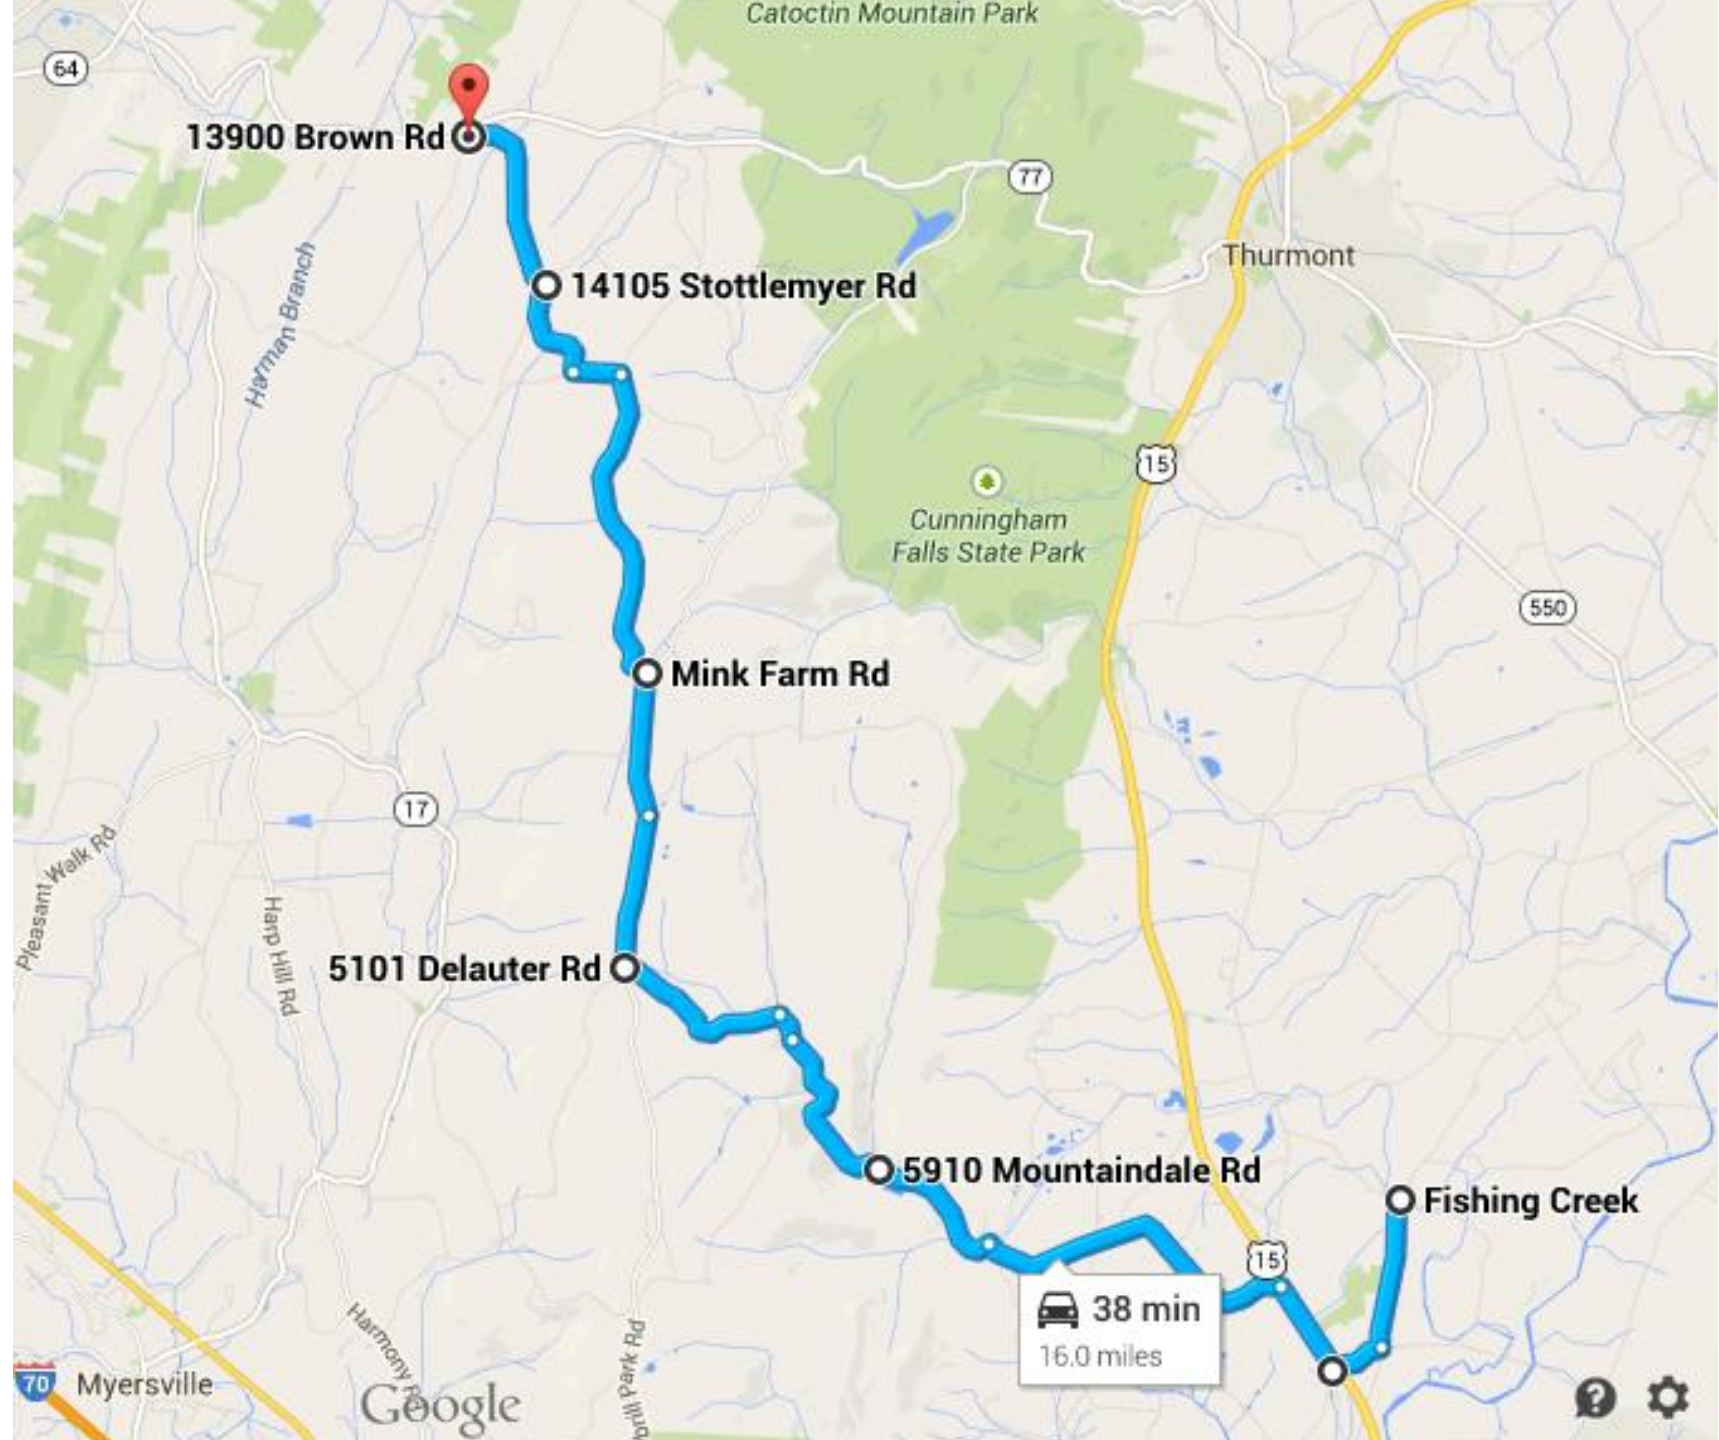 Catoctin Mountain Park
64
13900 Brown Rd
77
Thurmont
14105 Stottlemyer Rd
Harman Branch
15
Cunningham
Falls State Park
550
Mink Farm Rd
17
Pleasant Walk Rd
Harp Hill Rd
5101 Delauter Rd
5910 Mountaindale Rd
Fishing Creek
15
38 min
16.0 miles
Harmony
Park Rd
70
Myersville
Google
?